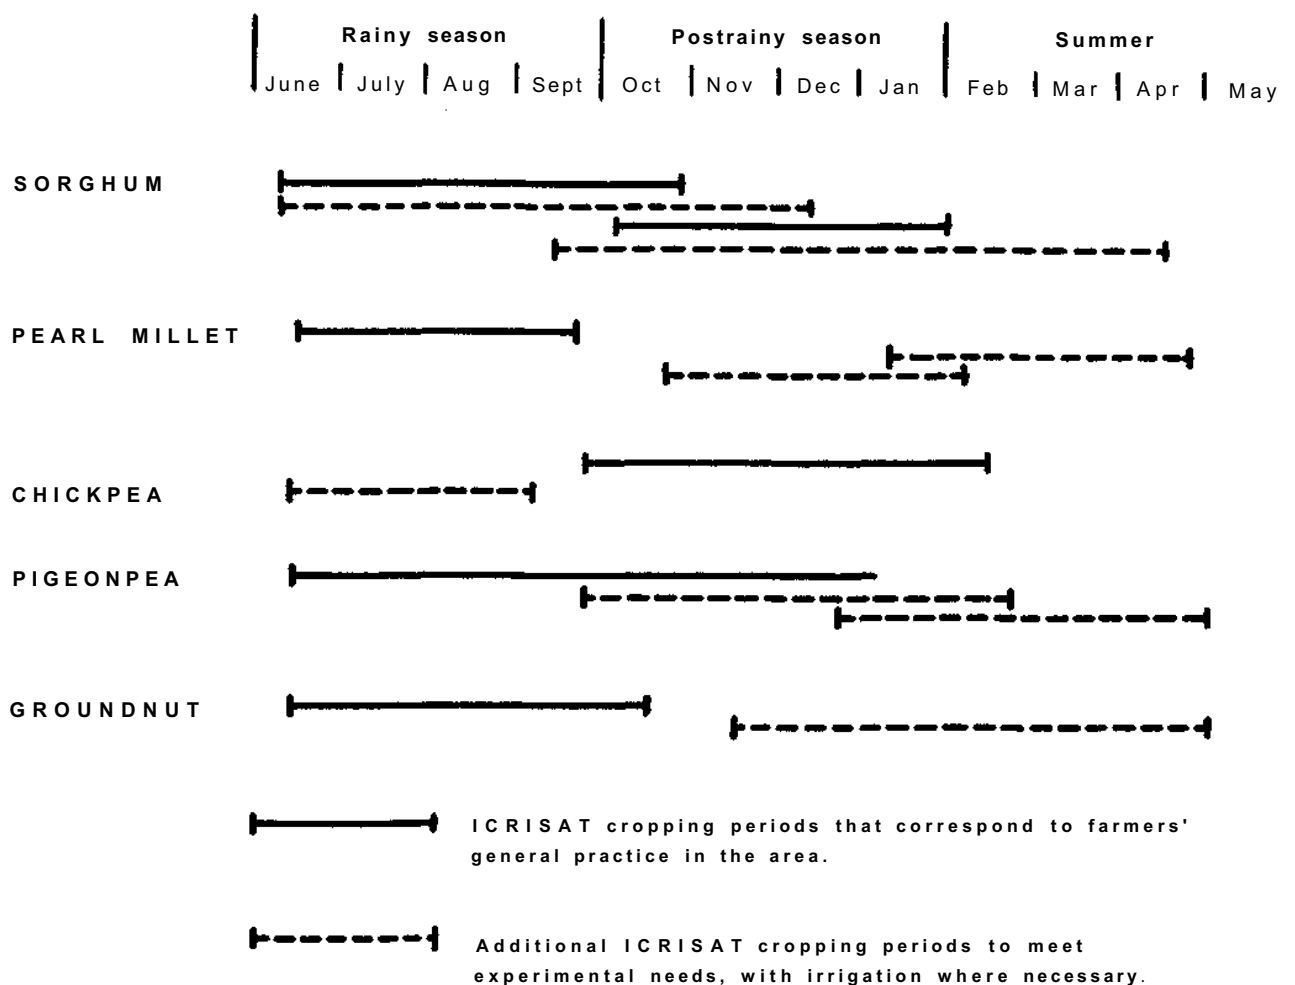 Rainy season Postrainy season Summer
June July Aug Sept Oct Nov Dec Jan Feb Mar Apr May
SORGHUM
PEARL MILLET
CHICKPEA
PIGEONPEA
GROUNDNUT
ICRISAT cropping periods that correspond to farmers'
general practice in the area.
Additional ICRISAT cropping periods to meet
experimental needs, with irrigation where necessary.